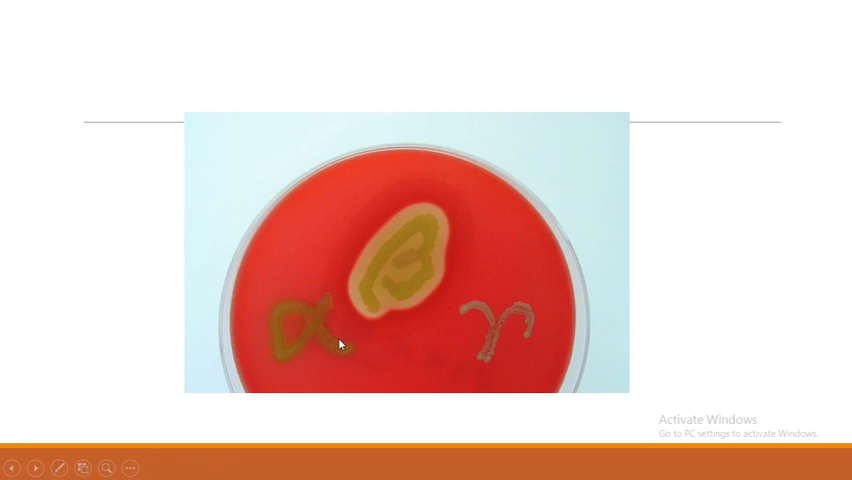 β
α
γ
Activate Windows
Go to PC settings to activate Windows.